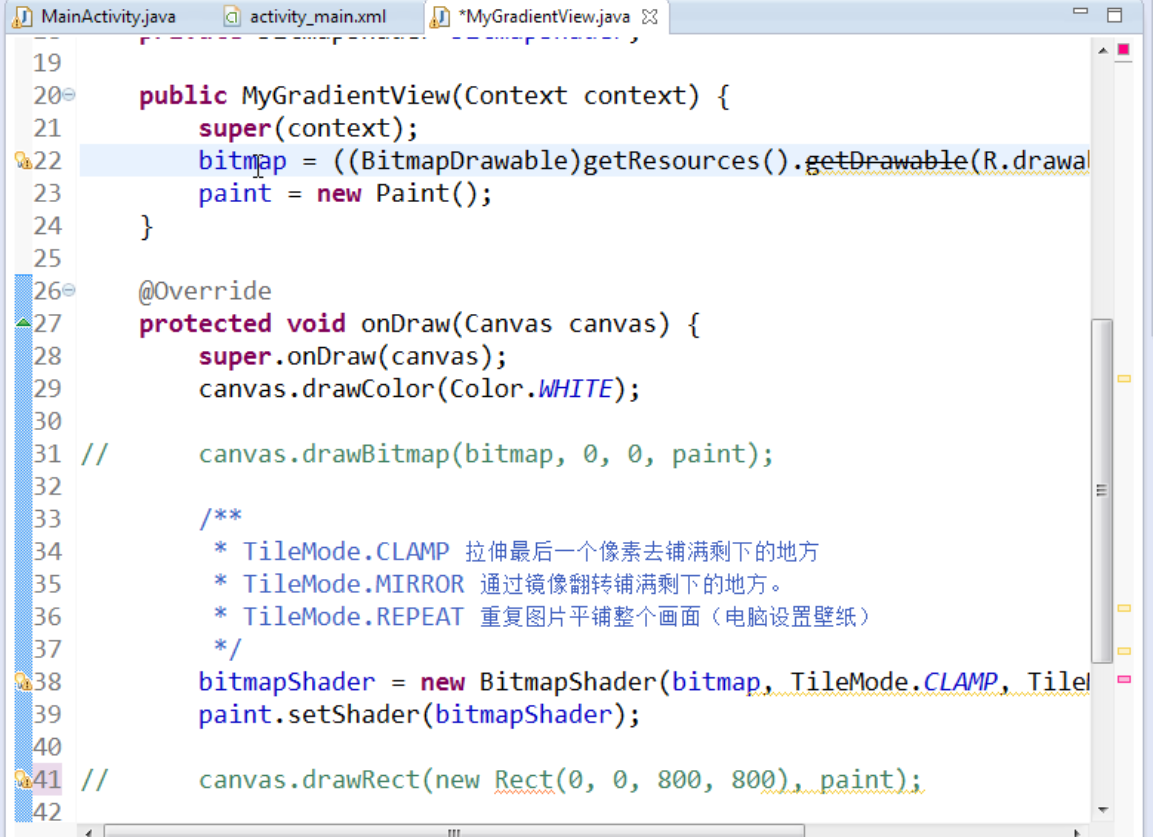 MainActivity.java activity_main.xml *MyGradientView.java
19
20 public MyGradientView(Context context) {
21 super(context);
22 bitmap = ((BitmapDrawable)getResources().getDrawable(R.drawa
23 paint = new Paint();
24 }
25
26 @Override
27 protected void onDraw(Canvas canvas) {
28 super.onDraw(canvas);
29 canvas.drawColor(Color.WHITE);
30
31 // canvas.drawBitmap(bitmap, 0, 0, paint);
32
33 /**
34 * TileMode.CLAMP 拉伸最后一个像素去铺满剩下的地方
35 * TileMode.MIRROR 通过镜像翻转铺满剩下的地方。
36 * TileMode.REPEAT 重复图片平铺整个画面（电脑设置壁纸）
37 */
38 bitmapShader = new BitmapShader(bitmap, TileMode.CLAMP, TileM
39 paint.setShader(bitmapShader);
40
41 // canvas.drawRect(new Rect(0, 0, 800, 800), paint);
42